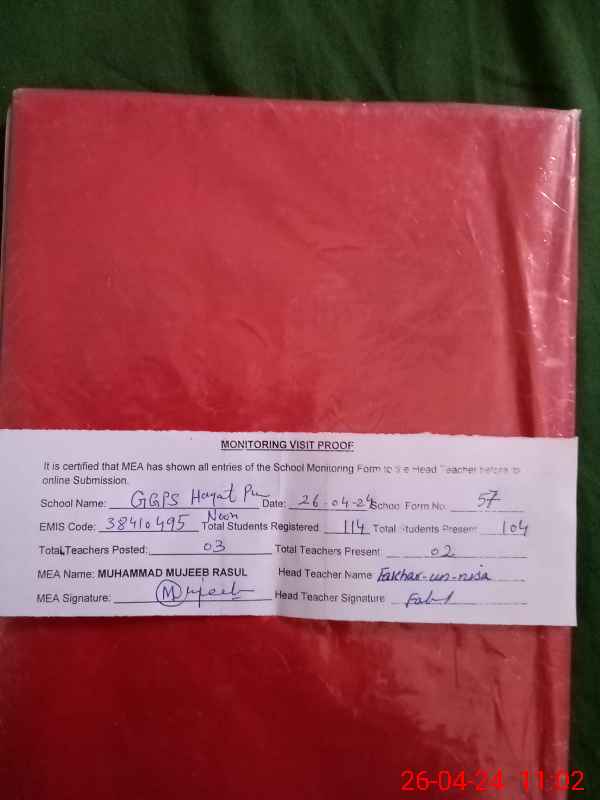 MONITORING VISIT PROOF
It is certified that MEA has shown all entries of the School Monitoring Form to the Head Teacher before to
online Submission.
School Name: GGPS Hayat Pur Noon Date: 26-04-24 School Form No. 57
EMIS Code: 38410495 Total Students Registered 114 Total Students Present 104
Total Teachers Posted: 03 Total Teachers Present 02
MEA Name: MUHAMMAD MUJEEB RASUL Head Teacher Name Fakhar-un-nisa
MEA Signature: Mujeeb Head Teacher Signature
26-04-24 11:02